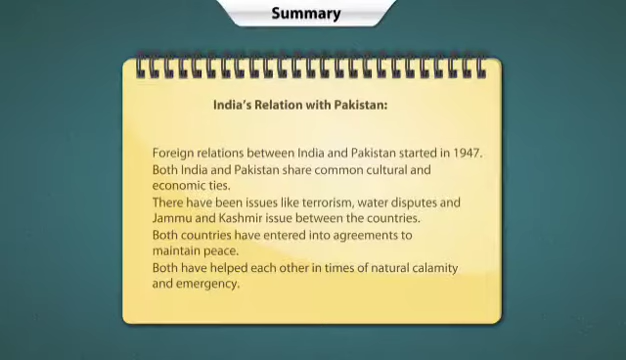 Summary
India's Relation with Pakistan:
Foreign relations between India and Pakistan started in 1947.
Both India and Pakistan share common cultural and
economic ties.
There have been issues like terrorism, water disputes and
Jammu and Kashmir issue between the countries.
Both countries have entered into agreements to
maintain peace.
Both have helped each other in times of natural calamity
and emergency.